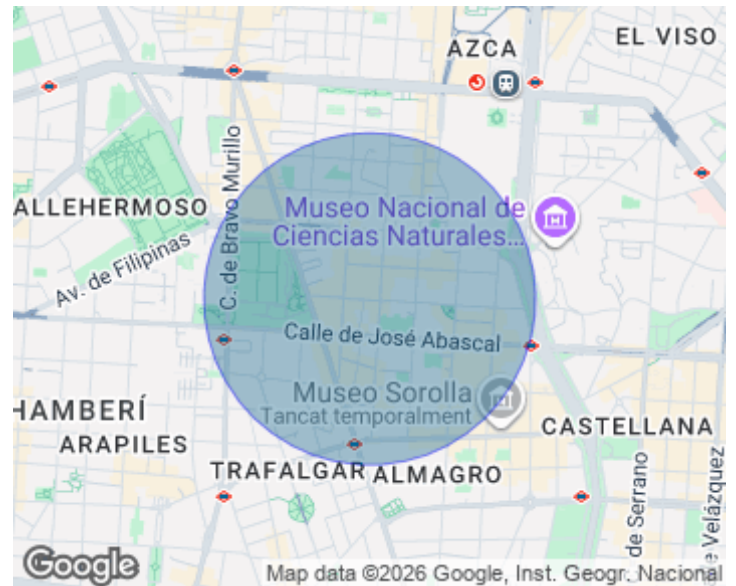 EL VISO
AZCA
C. de Bravo Murillo
ALLEHERMOSO
Museo Nacional de
Ciencias Naturales...
Av. de Filipinas
Calle de José Abascal
Museo Sorolla
Tancat temporalment
HAMBERÍ
ARAPILES
CASTELLANA
TRAFALGAR
ALMAGRO
de Serrano
e Velázquez
Google
Map data ©2026 Google, Inst. Geogr. Nacional